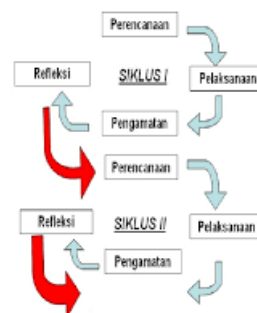 Perencanaan
Refleksi
SIKLUS I
Pelaksanaan
Pengamatan
Perencanaan
Refleksi
SIKLUS II
Pelaksanaan
Pengamatan